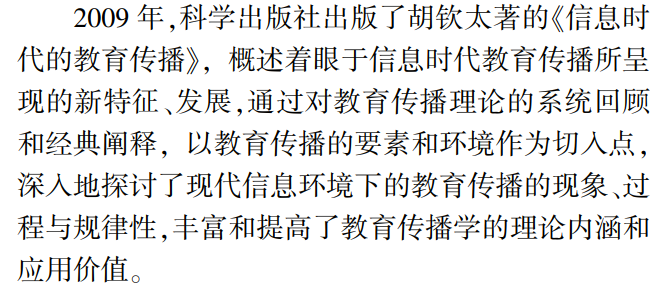 2009 年,科学出版社出版了胡钦太著的《信息时
代的教育传播》，概述着眼于信息时代教育传播所呈
现的新特征、发展,通过对教育传播理论的系统回顾
和经典阐释，以教育传播的要素和环境作为切入点,
深入地探讨了现代信息环境下的教育传播的现象、过
程与规律性,丰富和提高了教育传播学的理论内涵和
应用价值。